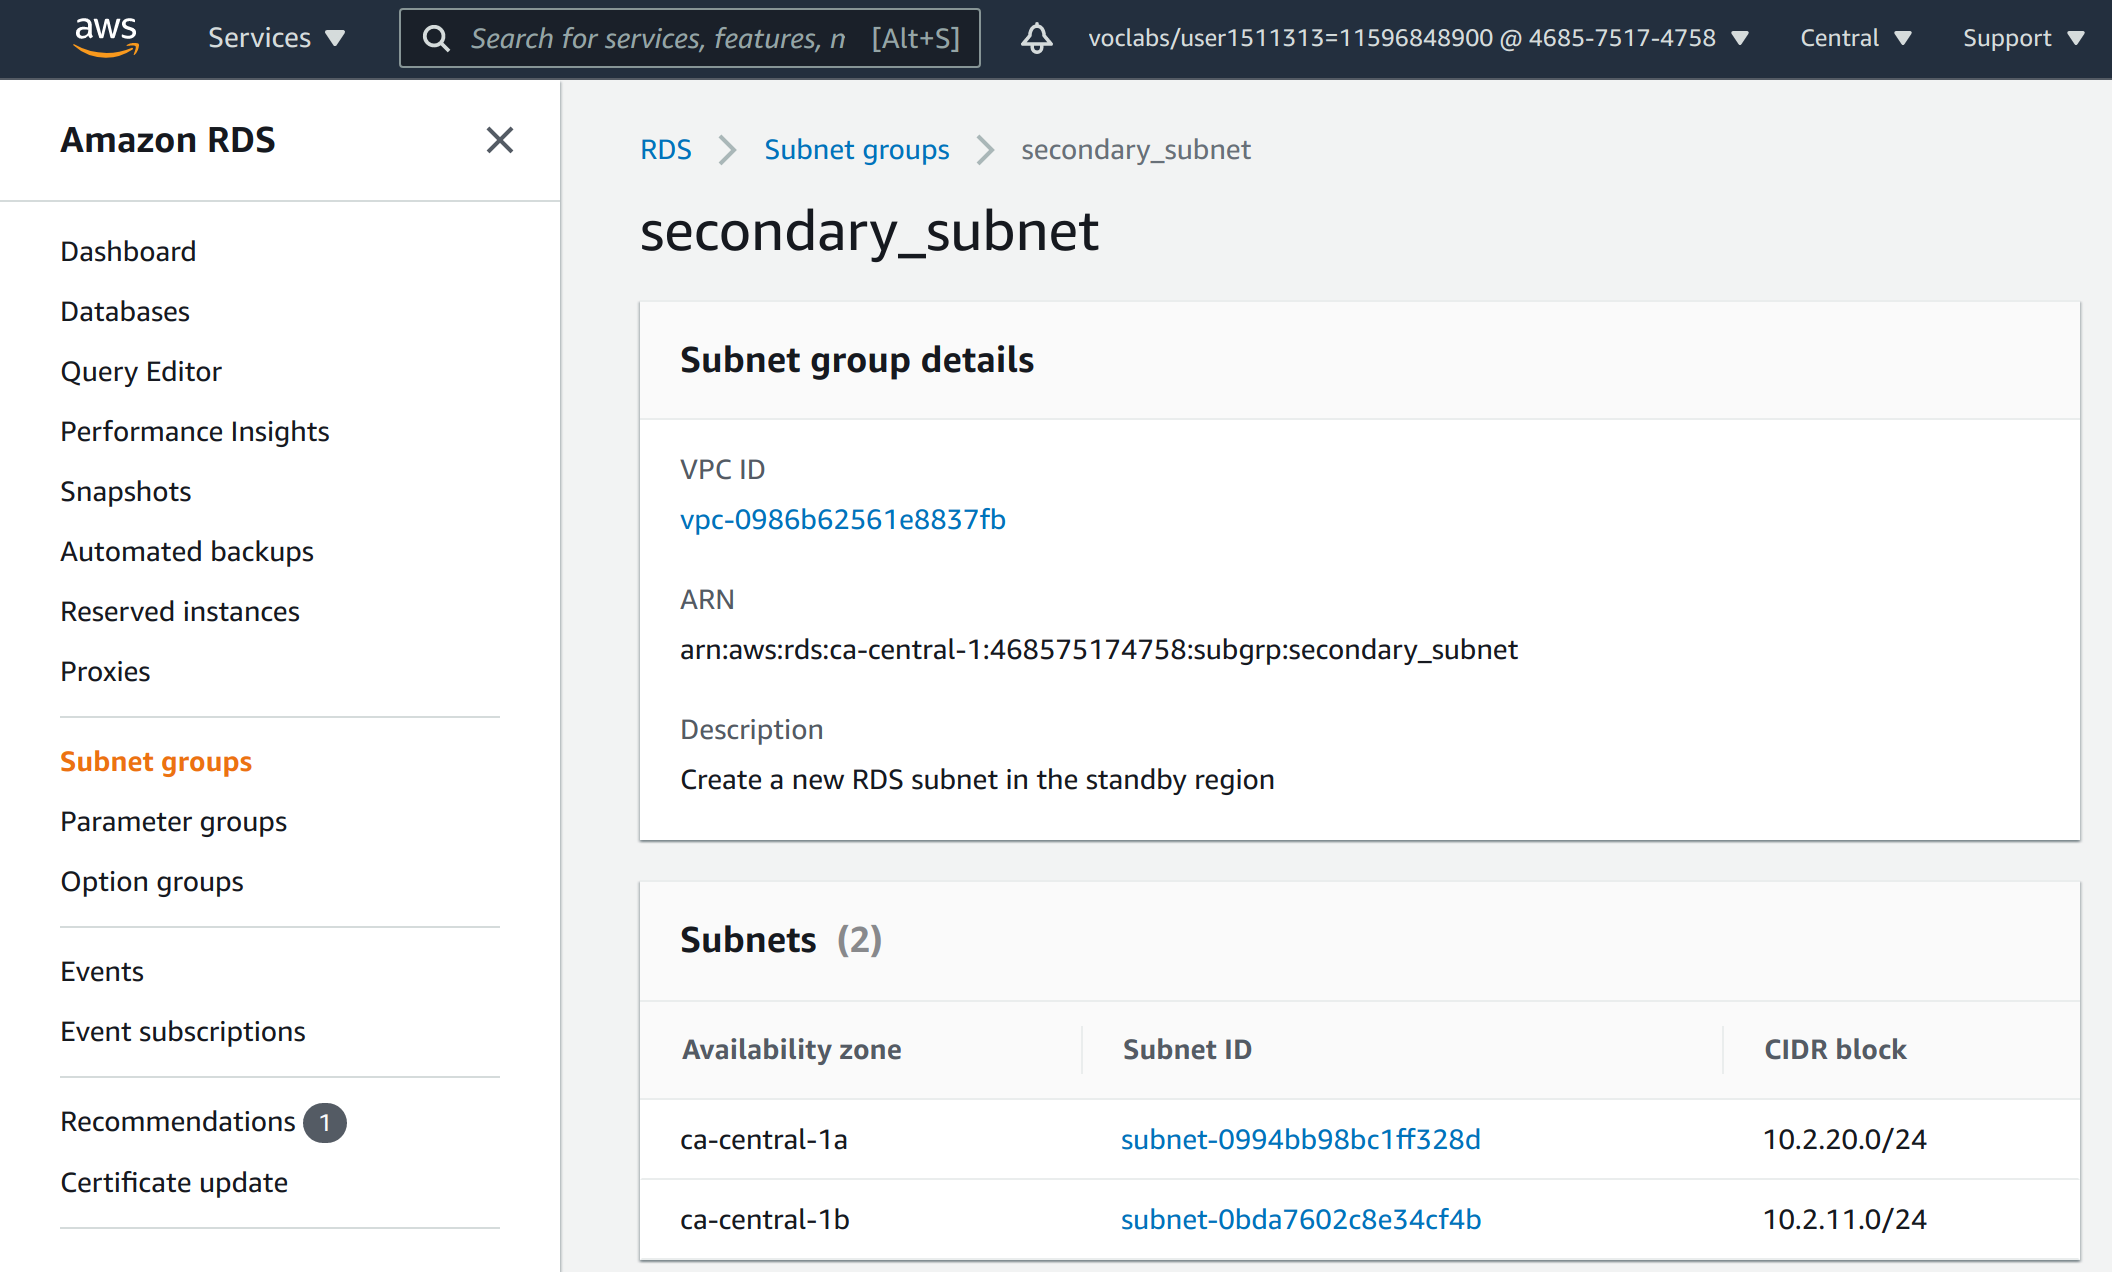 aws Services Search for services, features, n [Alt+S] voclabs/user1511313=11596848900 @ 4685-7517-4758 Central Support
Amazon RDS
Dashboard
Databases
Query Editor
Performance Insights
Snapshots
Automated backups
Reserved instances
Proxies
Subnet groups
Parameter groups
Option groups
Events
Event subscriptions
Recommendations 1
Certificate update
RDS Subnet groups secondary_subnet
secondary_subnet
Subnet group details
VPC ID
vpc-0986b62561e8837fb
ARN
arn:aws:rds:ca-central-1:468575174758:subgrp:secondary_subnet
Description
Create a new RDS subnet in the standby region
Subnets (2)
Availability zone Subnet ID CIDR block
ca-central-1a subnet-0994bb98bc1ff328d 10.2.20.0/24
ca-central-1b subnet-0bda7602c8e34cf4b 10.2.11.0/24